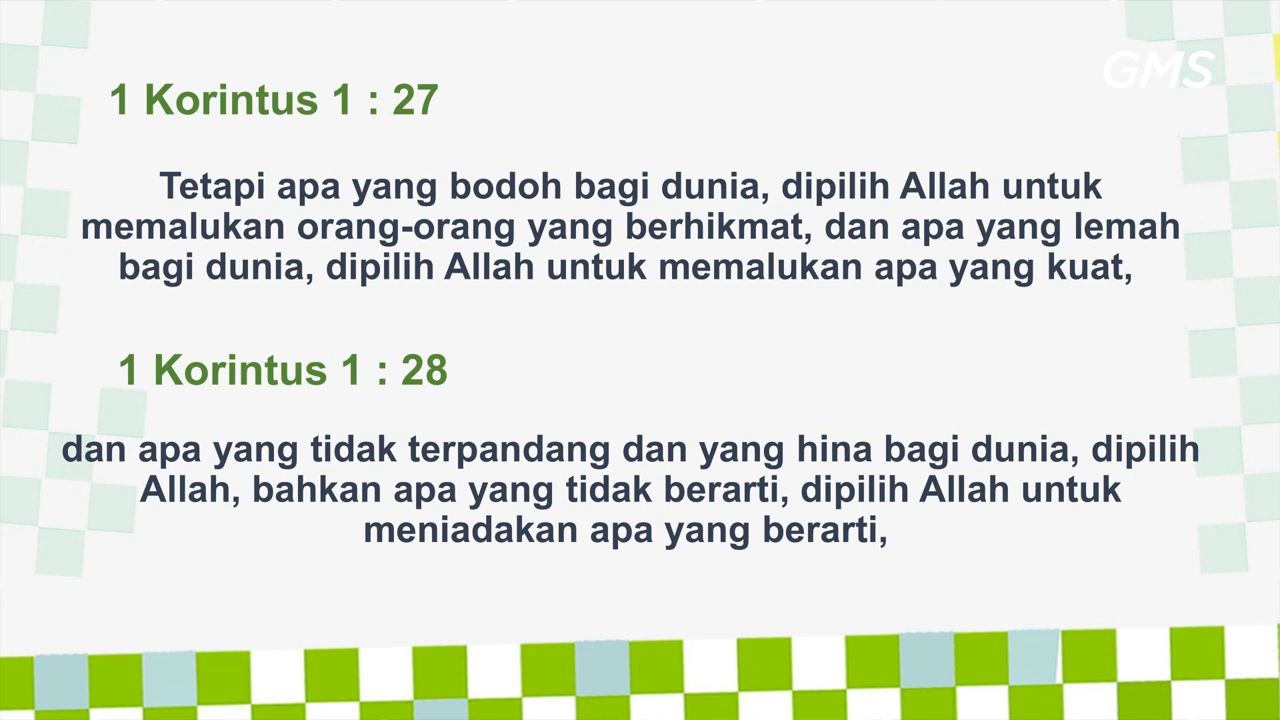 GMS
1 Korintus 1 : 27
Tetapi apa yang bodoh bagi dunia, dipilih Allah untuk
memalukan orang-orang yang berhikmat, dan apa yang lemah
bagi dunia, dipilih Allah untuk memalukan apa yang kuat,
1 Korintus 1 : 28
dan apa yang tidak terpandang dan yang hina bagi dunia, dipilih
Allah, bahkan apa yang tidak berarti, dipilih Allah untuk
meniadakan apa yang berarti,